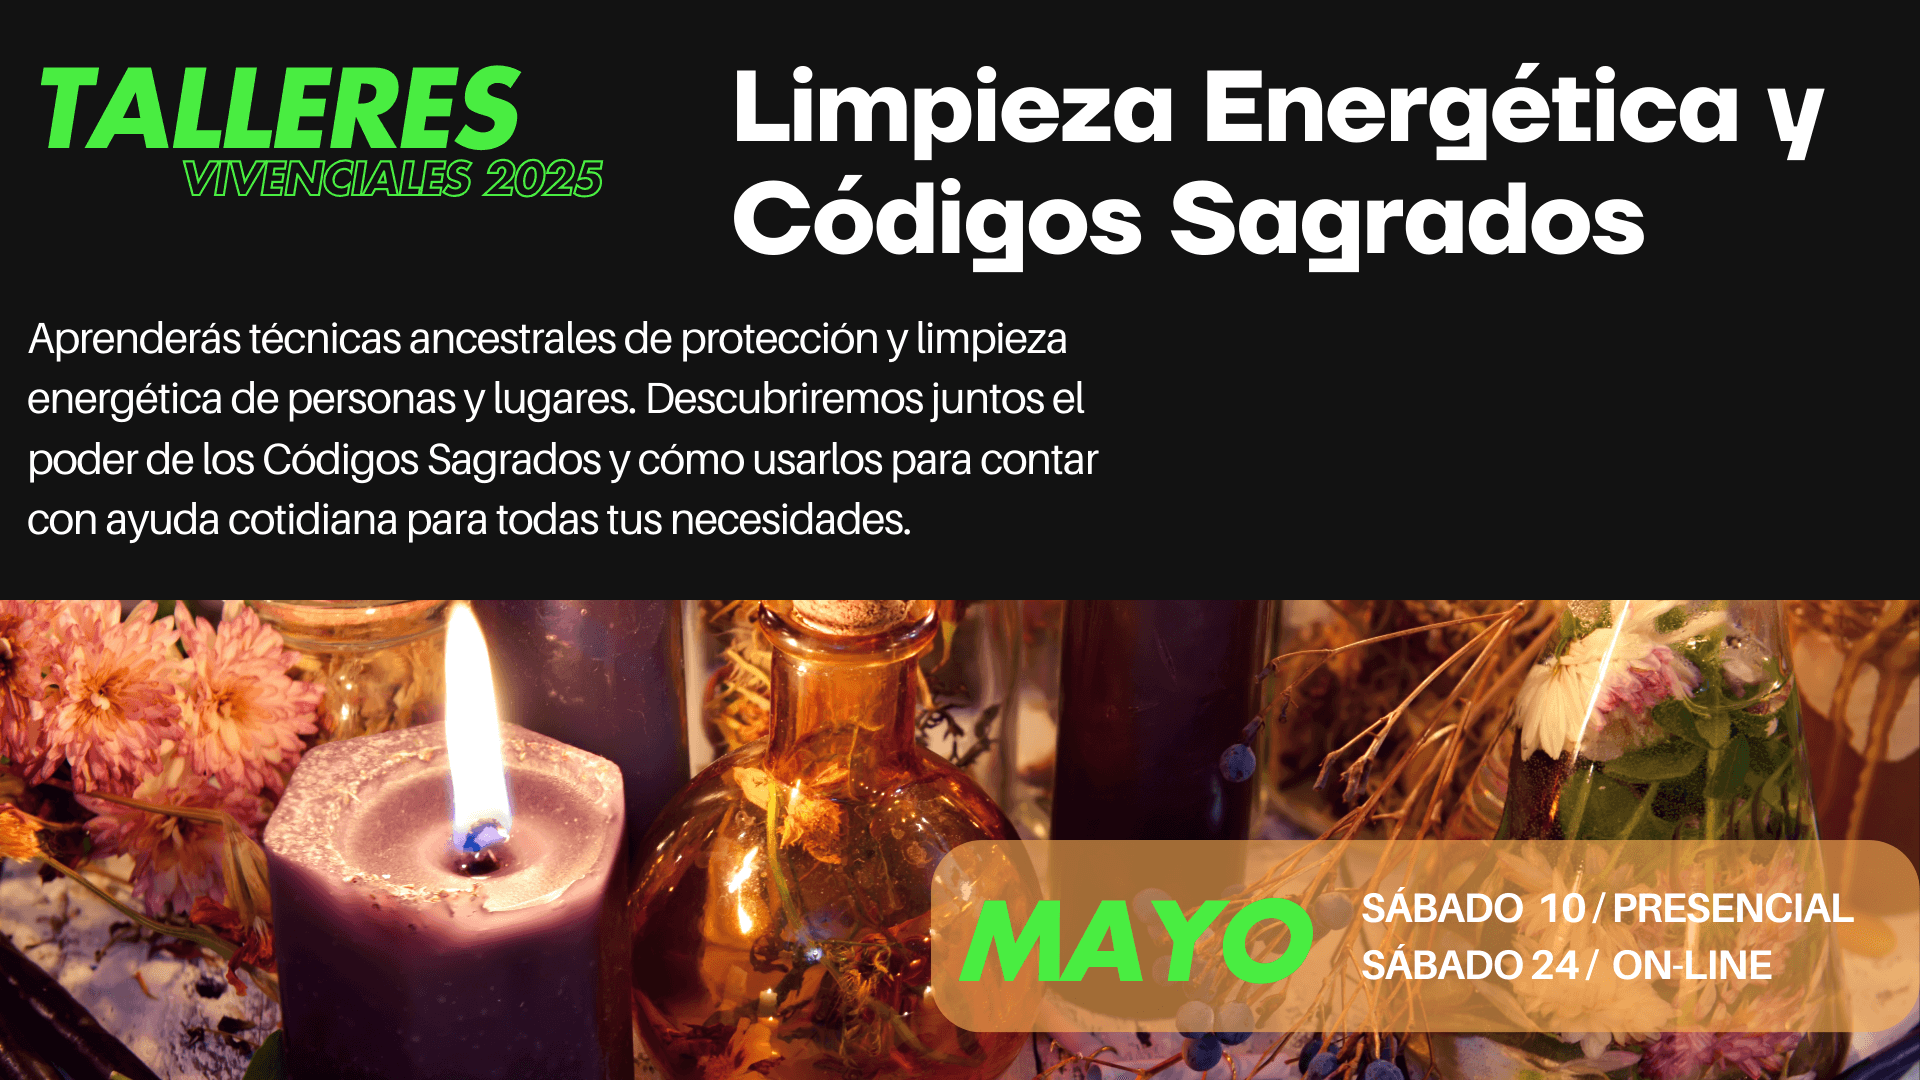 TALLERES
VIVENCIALES 2025
Limpieza Energética y
Códigos Sagrados
Aprenderás técnicas ancestrales de protección y limpieza
energética de personas y lugares. Descubriremos juntos el
poder de los Códigos Sagrados y cómo usarlos para contar
con ayuda cotidiana para todas tus necesidades.
MAYO
SÁBADO 10 / PRESENCIAL
SÁBADO 24 / ON-LINE